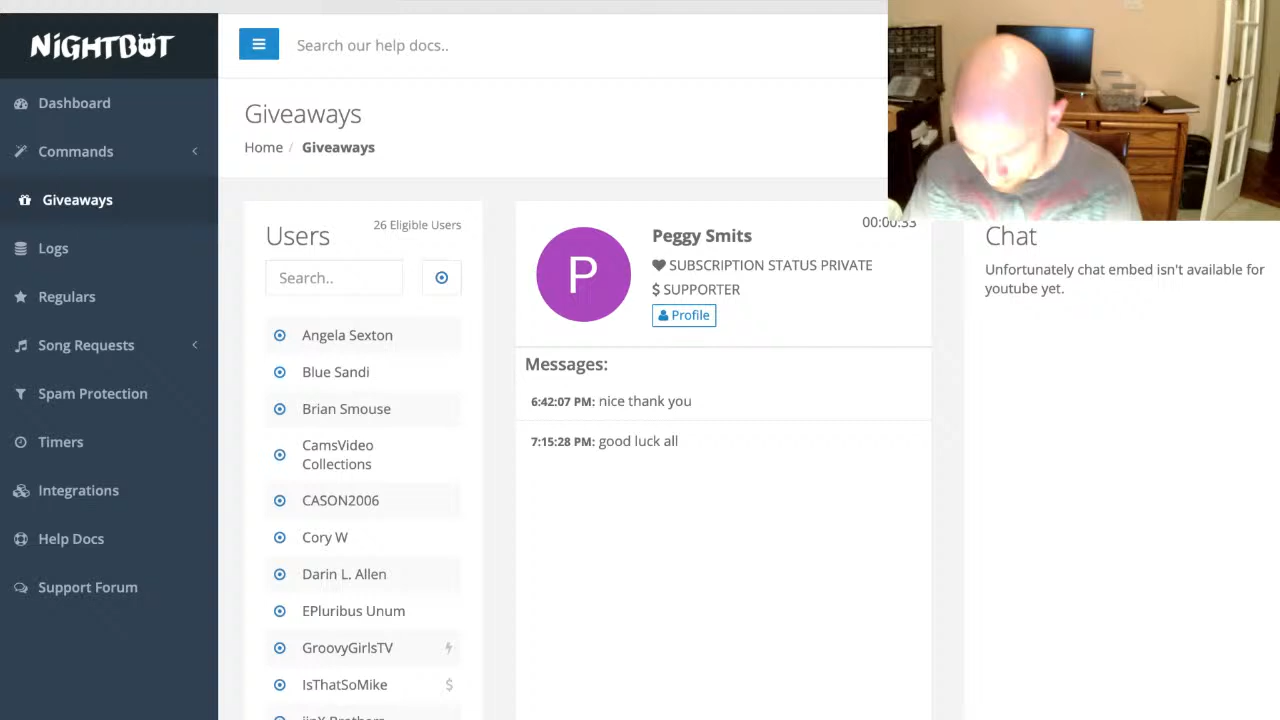 NiGHTBOT
Search our help docs..
Dashboard
Commands
Giveaways
Logs
Regulars
Song Requests
Spam Protection
Timers
Integrations
Help Docs
Support Forum
Giveaways
Home / Giveaways
Users
26 Eligible Users
Search..
Angela Sexton
Blue Sandi
Brian Smouse
CamsVideo
Collections
CASON2006
Cory W
Darin L. Allen
EPluribus Unum
GroovyGirlsTV
IsThatSoMike $
00:00:33
P
Peggy Smits
SUBSCRIPTION STATUS PRIVATE
$ SUPPORTER
Profile
Messages:
6:42:07 PM: nice thank you
7:15:28 PM: good luck all
Chat
Unfortunately chat embed isn't available for
youtube yet.